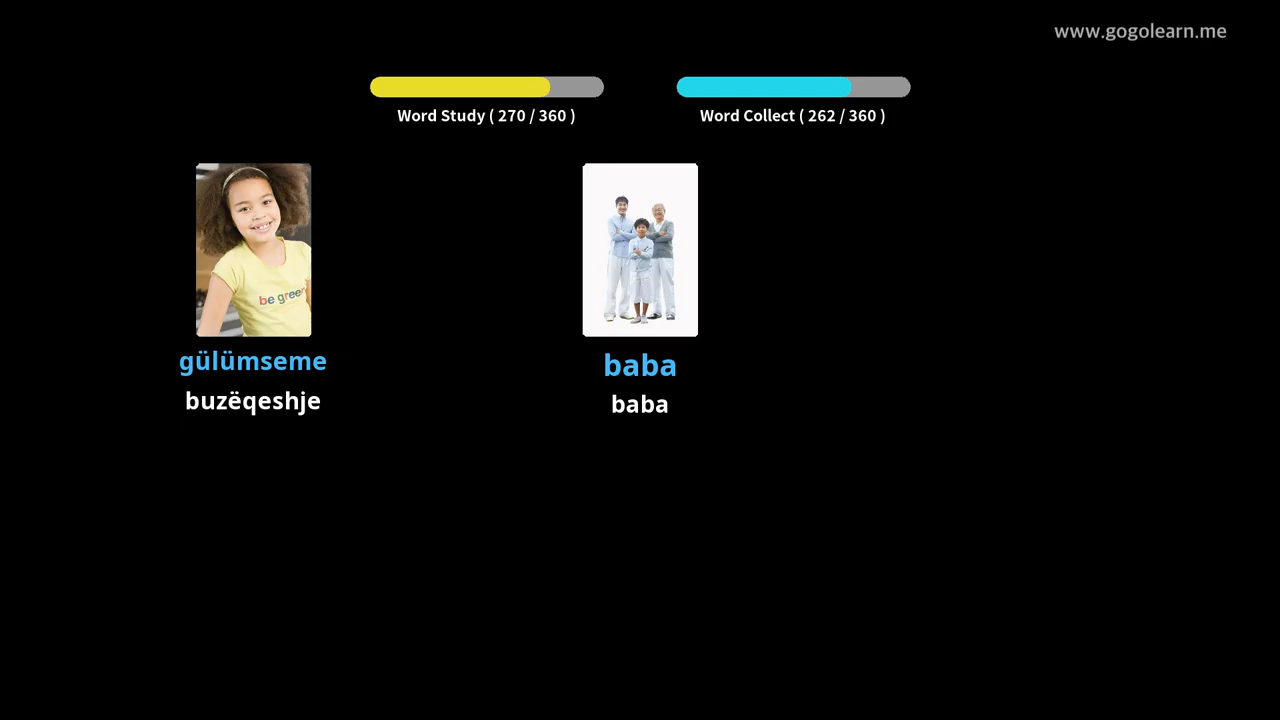 www.gogolearn.me
Word Study ( 270 / 360 )
Word Collect ( 262 / 360 )
be green
gülümseme
baba
buzëqeshje
baba